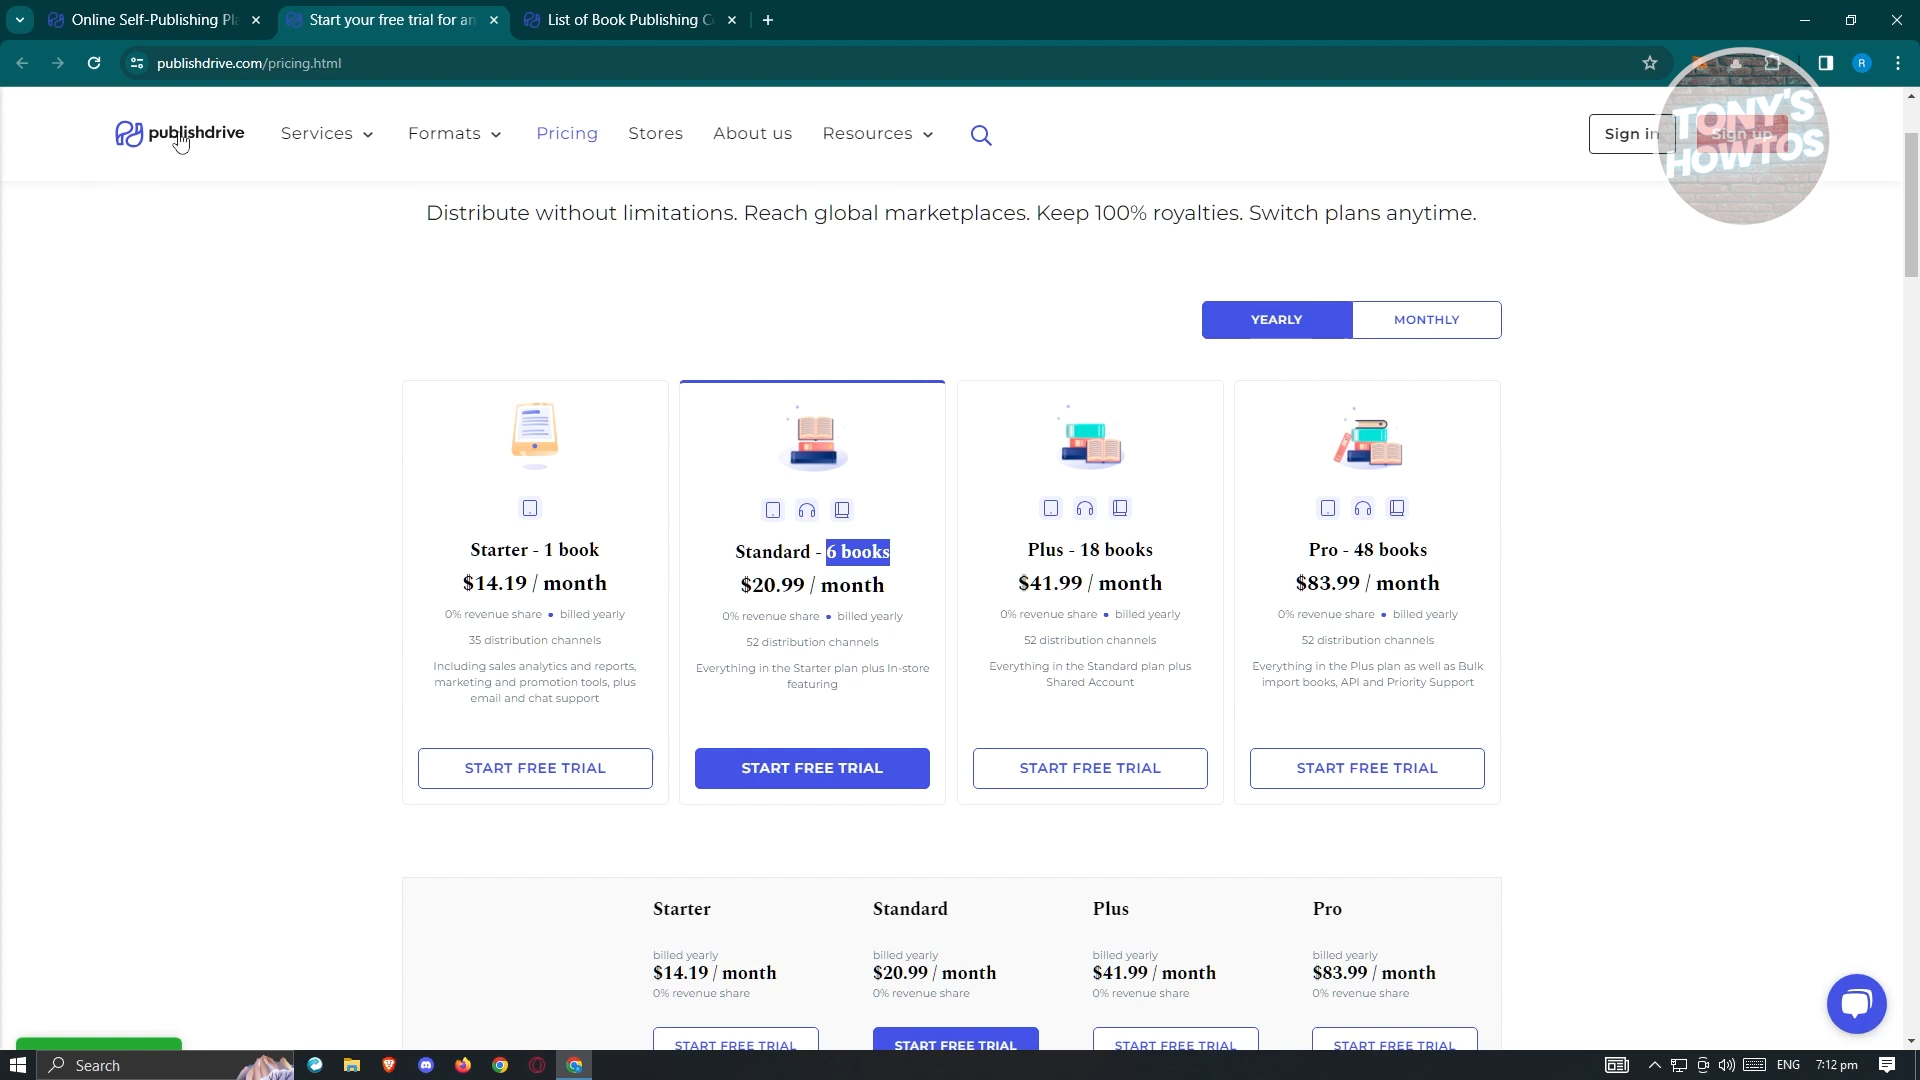 Online Self-Publishing Pla
Start your free trial for an
List of Book Publishing C
publishdrive.com/pricing.html
R
publishdrive
Services
Formats
Pricing
Stores
About us
Resources
Sign in
Sign up
TONY'S
HOWTOS
Distribute without limitations. Reach global marketplaces. Keep 100% royalties. Switch plans anytime.
YEARLY
MONTHLY
Starter - 1 book
$14.19 / month
0% revenue share • billed yearly
35 distribution channels
Including sales analytics and reports,
marketing and promotion tools, plus
email and chat support
START FREE TRIAL
Standard - 6 books
$20.99 / month
0% revenue share • billed yearly
52 distribution channels
Everything in the Starter plan plus In-store
featuring
START FREE TRIAL
Plus - 18 books
$41.99 / month
0% revenue share • billed yearly
52 distribution channels
Everything in the Standard plan plus
Shared Account
START FREE TRIAL
Pro - 48 books
$83.99 / month
0% revenue share • billed yearly
52 distribution channels
Everything in the Plus plan as well as Bulk
import books, API and Priority Support
START FREE TRIAL
Starter
billed yearly
$14.19 / month
0% revenue share
START FREE TRIAL
Standard
billed yearly
$20.99 / month
0% revenue share
START FREE TRIAL
Plus
billed yearly
$41.99 / month
0% revenue share
START FREE TRIAL
Pro
billed yearly
$83.99 / month
0% revenue share
START FREE TRIAL
Search
ENG
7:12 pm